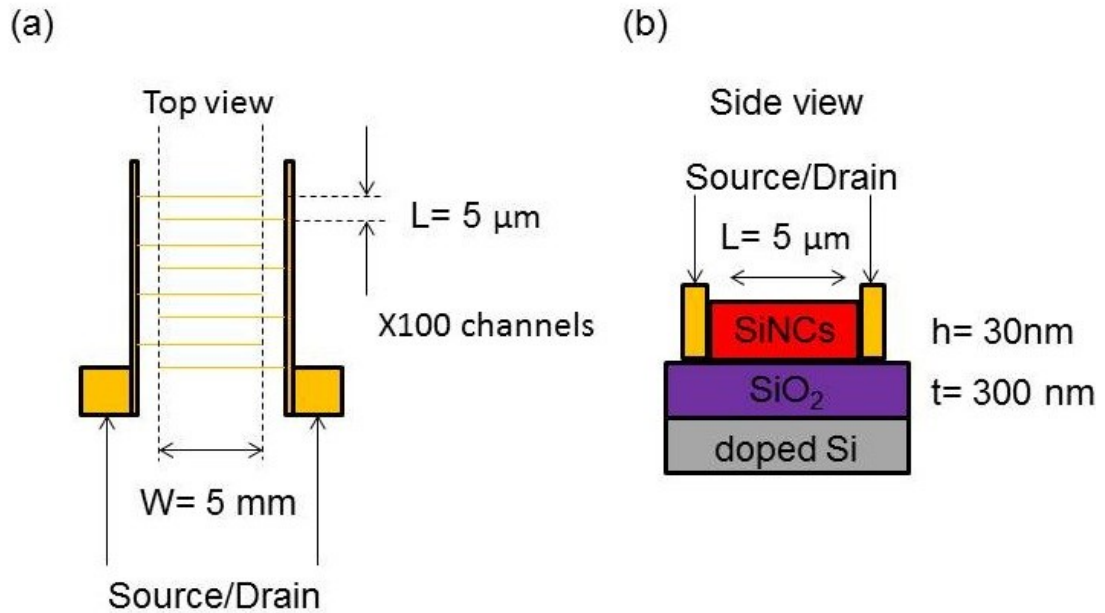 (a)
Top view
L= 5 μm
X100 channels
W= 5 mm
Source/Drain
(b)
Side view
Source/Drain
L= 5 μm
SiNCs
h= 30nm
SiO₂
t= 300 nm
doped Si